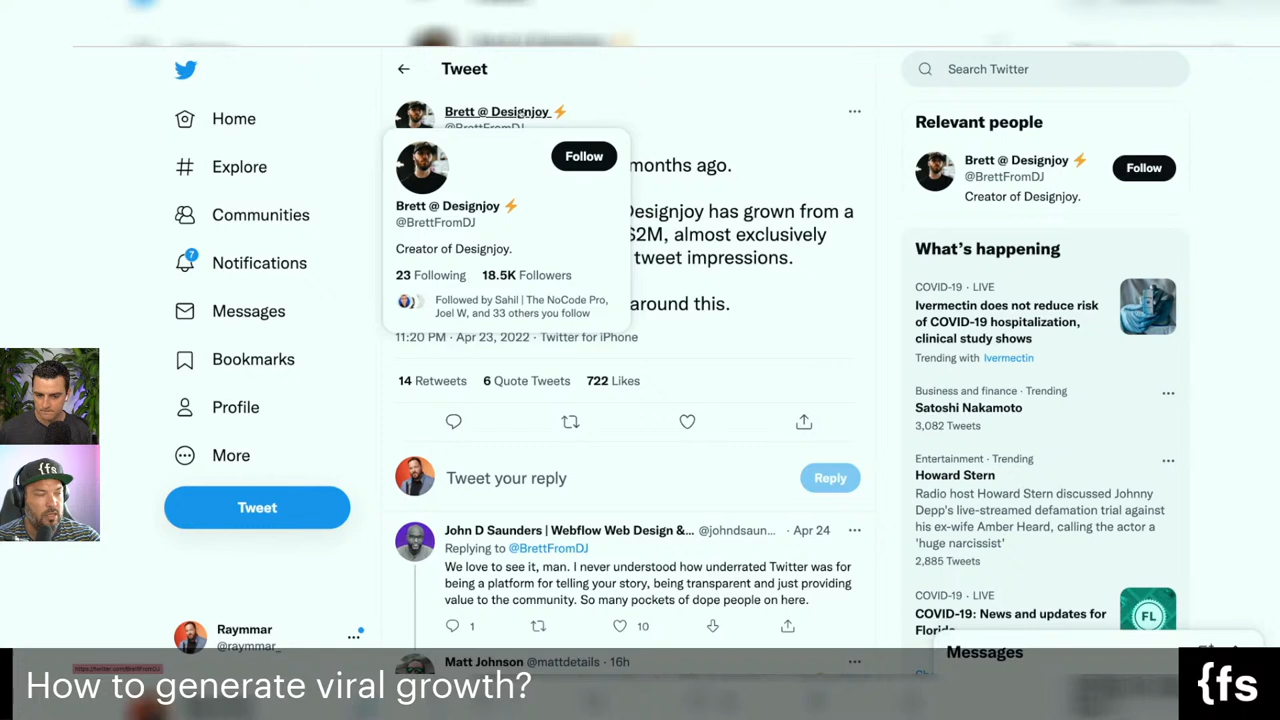 Home
Explore
Communities
7
Notifications
Messages
Bookmarks
Profile
More
Tweet
Raymmar
@raymmar_
Tweet
Brett @ Designjoy ⚡
@BrettFromDJ
Follow
Brett @ Designjoy ⚡
@BrettFromDJ
Creator of Designjoy.
23 Following 18.5K Followers
Followed by Sahil | The NoCode Pro,
Joel W, and 33 others you follow
months ago.
Designjoy has grown from a
$2M, almost exclusively
tweet impressions.
around this.
11:20 PM · Apr 23, 2022 · Twitter for iPhone
14 Retweets 6 Quote Tweets 722 Likes
Tweet your reply
Reply
John D Saunders | Webflow Web Design &... @johndsaun... · Apr 24
Replying to @BrettFromDJ
We love to see it, man. I never understood how underrated Twitter was for
being a platform for telling your story, being transparent and just providing
value to the community. So many pockets of dope people on here.
1 10
Matt Johnson @mattdetails · 16h
Search Twitter
Relevant people
Brett @ Designjoy ⚡
@BrettFromDJ
Follow
Creator of Designjoy.
What's happening
COVID-19 · LIVE
Ivermectin does not reduce risk
of COVID-19 hospitalization,
clinical study shows
Trending with Ivermectin
Business and finance · Trending
Satoshi Nakamoto
3,082 Tweets
Entertainment · Trending
Howard Stern
Radio host Howard Stern discussed Johnny
Depp's live-streamed defamation trial against
his ex-wife Amber Heard, calling the actor a
'huge narcissist'
2,885 Tweets
COVID-19 · LIVE
COVID-19: News and updates for
Florida
FL
Messages
{fs
https://twitter.com/BrettFromDJ
How to generate viral growth?
{fs